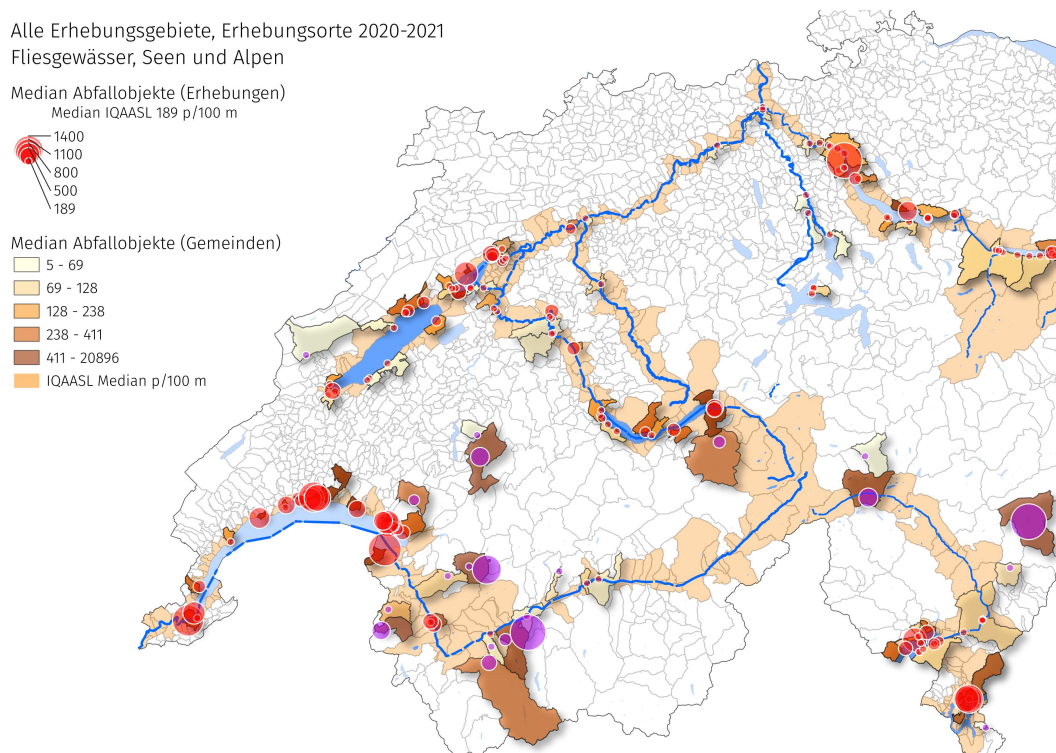 Alle Erhebungsgebiete, Erhebungsorte 2020-2021
Fliesgewässer, Seen und Alpen
Median Abfallobjekte (Erhebungen)
Median IQAASL 189 p/100 m
1400
1100
800
500
189
Median Abfallobjekte (Gemeinden)
5 - 69
69 - 128
128 - 238
238 - 411
411 - 20896
IQAASL Median p/100 m